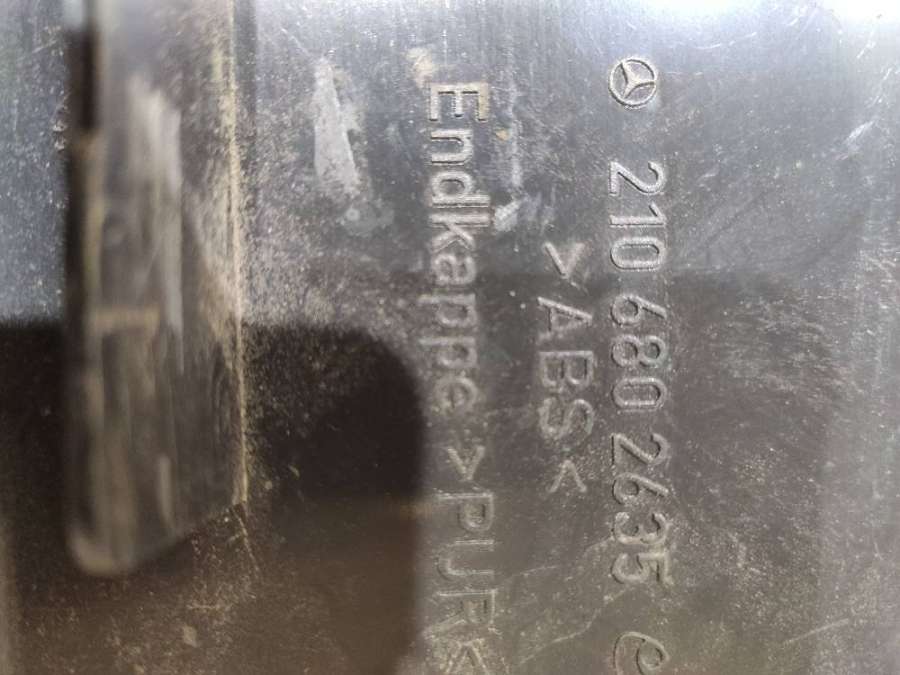 210 680 2635
>ABS<
Endkappe >PUR<